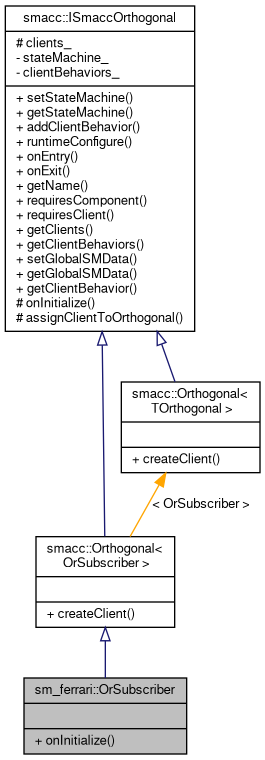 smacc::ISmaccOrthogonal
# clients_
- stateMachine_
- clientBehaviors_
+ setStateMachine()
+ getStateMachine()
+ addClientBehavior()
+ runtimeConfigure()
+ onEntry()
+ onExit()
+ getName()
+ requiresComponent()
+ requiresClient()
+ getClients()
+ getClientBehaviors()
+ setGlobalSMData()
+ getGlobalSMData()
+ getClientBehavior()
# onInitialize()
# assignClientToOrthogonal()
smacc::Orthogonal<
TOrthogonal >
+ createClient()
< OrSubscriber >
smacc::Orthogonal<
OrSubscriber >
+ createClient()
sm_ferrari::OrSubscriber
+ onInitialize()